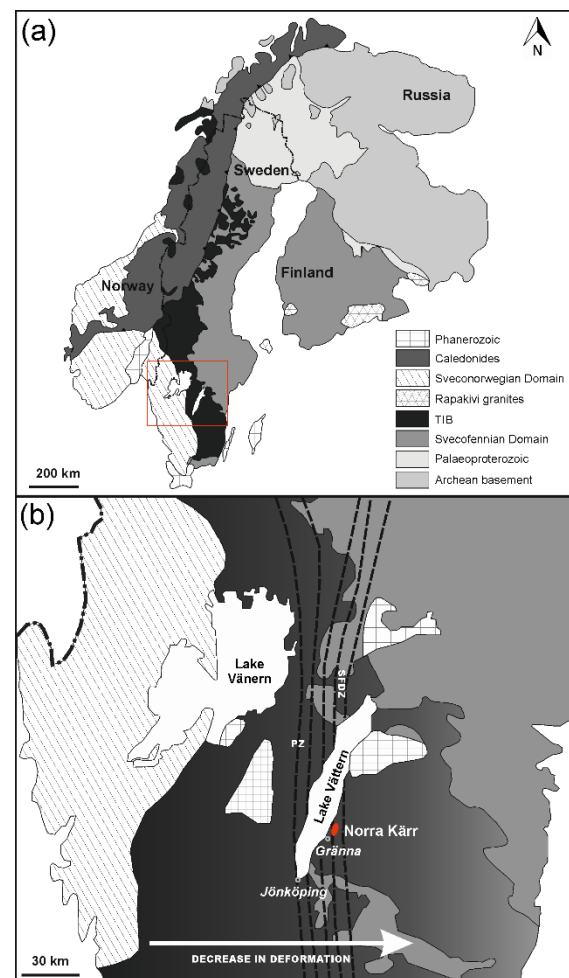 (a)
N
Russia
Sweden
Finland
Norway
Phanerozoic
Caledonides
Sveconorwegian Domain
Rapakivi granites
TIB
Svecofennian Domain
Palaeoproterozoic
Archean basement
200 km
(b)
Lake
Vänern
SFDZ
PZ
Lake Vättern
Norra Kärr
Gränna
Jönköping
30 km
DECREASE IN DEFORMATION